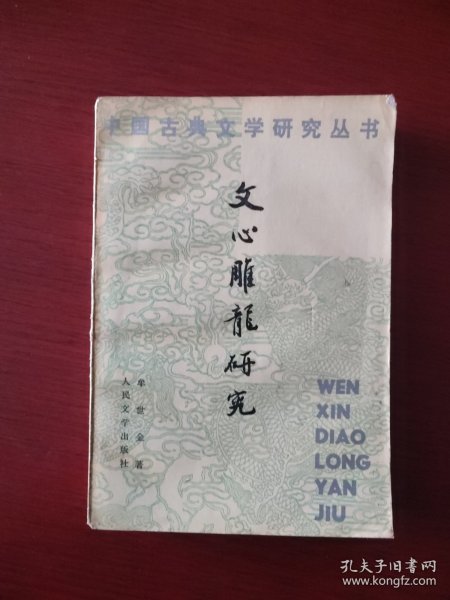 中国古典文学研究丛书
文心雕龍研究
牟世金著
人民文学出版社
WEN
XIN
DIAO
LONG
YAN
JIU
孔夫子旧书网
www.kongfz.com